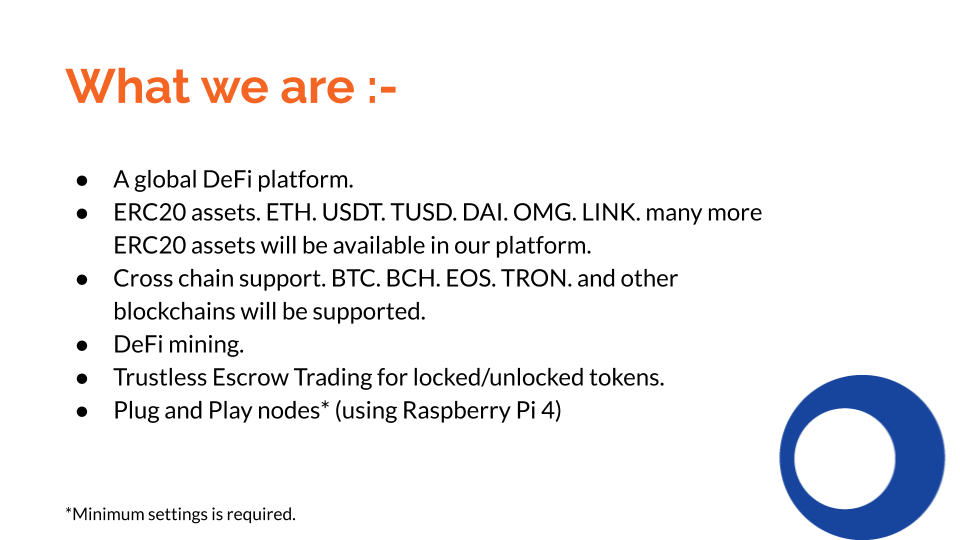 What we are :-
● A global DeFi platform.
● ERC20 assets. ETH. USDT. TUSD. DAI. OMG. LINK. many more
ERC20 assets will be available in our platform.
● Cross chain support. BTC. BCH. EOS. TRON. and other
blockchains will be supported.
● DeFi mining.
● Trustless Escrow Trading for locked/unlocked tokens.
● Plug and Play nodes* (using Raspberry Pi 4)
*Minimum settings is required.